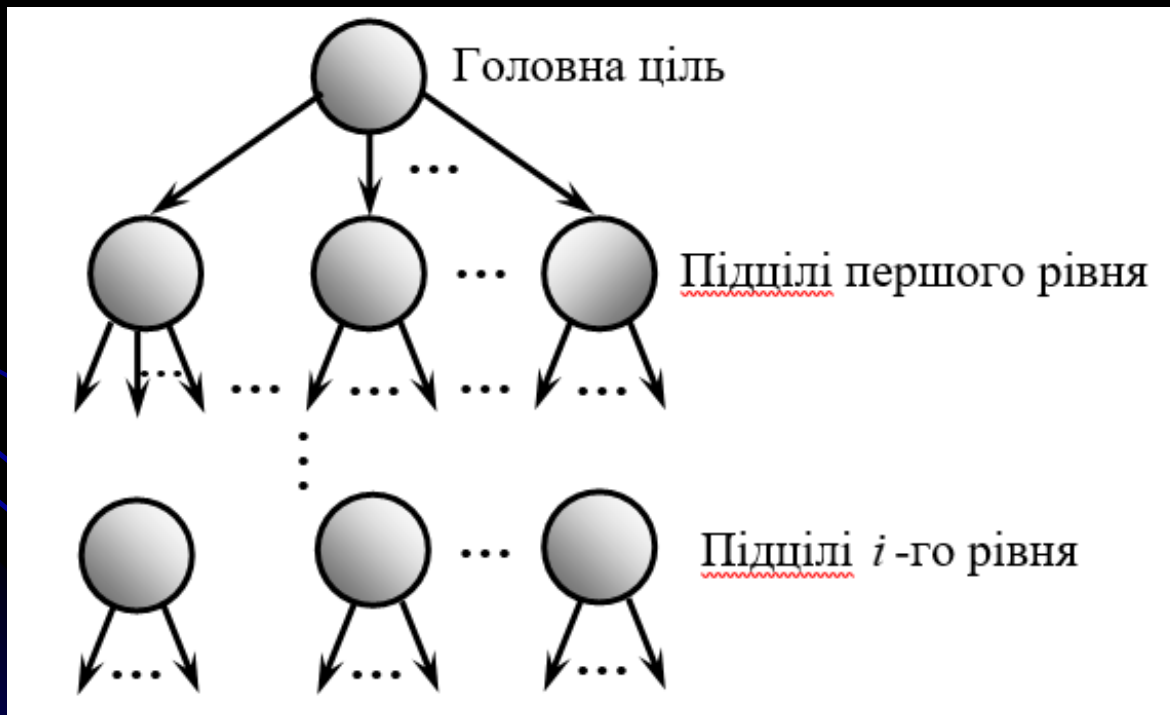 Головна ціль
...
... Підцілі першого рівня
... ... ... ... ...
... Підцілі i -го рівня
... ... ...